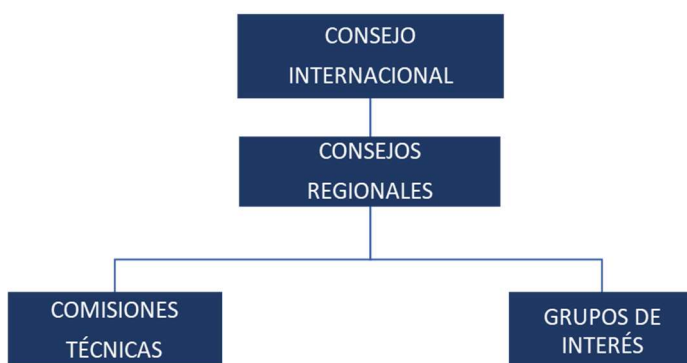 CONSEJO
INTERNACIONAL
CONSEJOS
REGIONALES
COMISIONES
TÉCNICAS
GRUPOS DE
INTERÉS